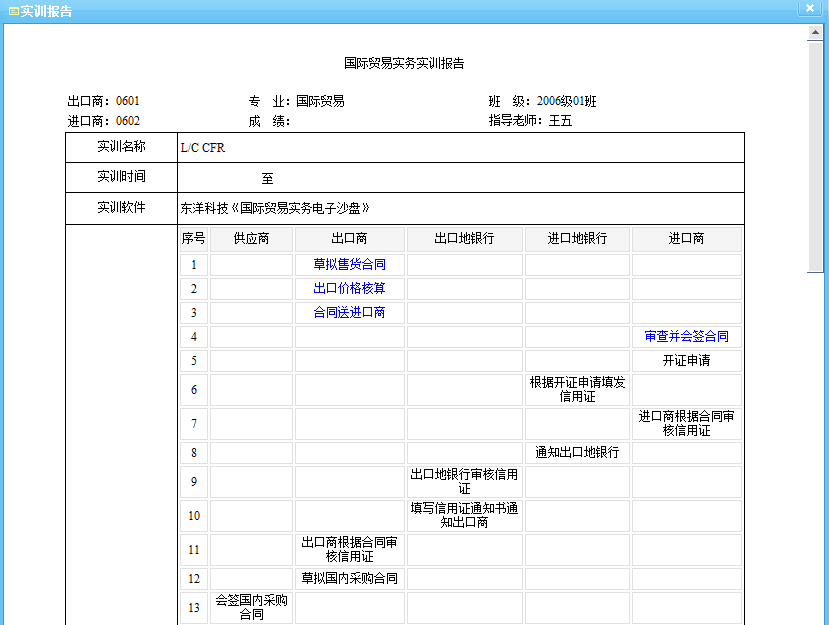 实训报告
国际贸易实务实训报告
出口商：0601 专 业：国际贸易 班 级：2006级01班
进口商：0602 成 绩： 指导老师：王五
实训名称 L/C CFR
实训时间 至
实训软件 东洋科技《国际贸易实务电子沙盘》
序号 供应商 出口商 出口地银行 进口地银行 进口商
1 草拟售货合同
2 出口价格核算
3 合同送进口商
4 审查并会签合同
5 开证申请
6 根据开证申请填发
信用证
7 进口商根据合同审
核信用证
8 通知出口地银行
9 出口地银行审核信用
证
10 填写信用证通知书通
知出口商
11 出口商根据合同审
核信用证
12 草拟国内采购合同
13 会签国内采购
合同